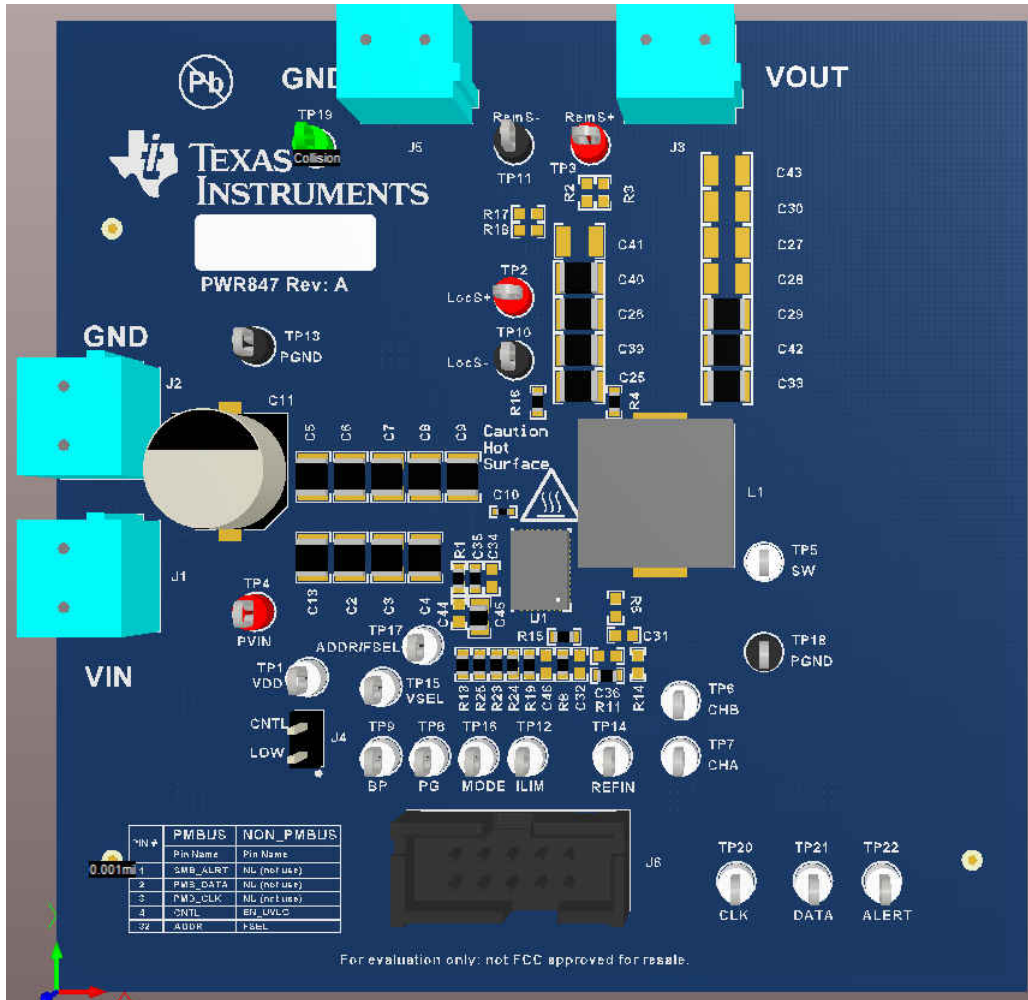 Pb
GND
VOUT
TP19
Collision
RemS-
RemS+
J5
J3
TEXAS
INSTRUMENTS
TP11
TP3
R2
R3
C43
C30
R17
R18
C41
C27
PWR847 Rev: A
TP2
LocS+
C40
C28
C26
C29
GND
TP13
PGND
TP10
LocS-
C39
C42
C25
C33
J2
C11
R16
R4
C5
C6
C7
C8
C9
Caution
Hot
Surface
C10
L1
R1
C35
C34
TP5
SW
J1
TP4
PVIN
C13
C2
C3
C4
C44
C45
U1
R5
TP17
ADDR/FSEL
R15
C31
TP18
PGND
VIN
TP1
VDD
TP15
VSEL
R13
R25
R23
R24
R19
C46
R8
C32
C36
R11
R14
TP6
CHB
CNTL
LOW
J4
TP9
TP8
TP16
TP12
TP14
TP7
CHA
BP
PG
MODE
ILIM
REFIN
PIN # PMBUS NON_PMBUS
Pin Name Pin Name
1 SMB_ALRT NL (not use)
2 PMB_DATA NL (not use)
3 PMB_CLK NL (not use)
4 CNTL EN_UVLO
32 ADDR FSEL
0.001mi
J6
TP20
TP21
TP22
CLK
DATA
ALERT
For evaluation only; not FCC approved for resale.